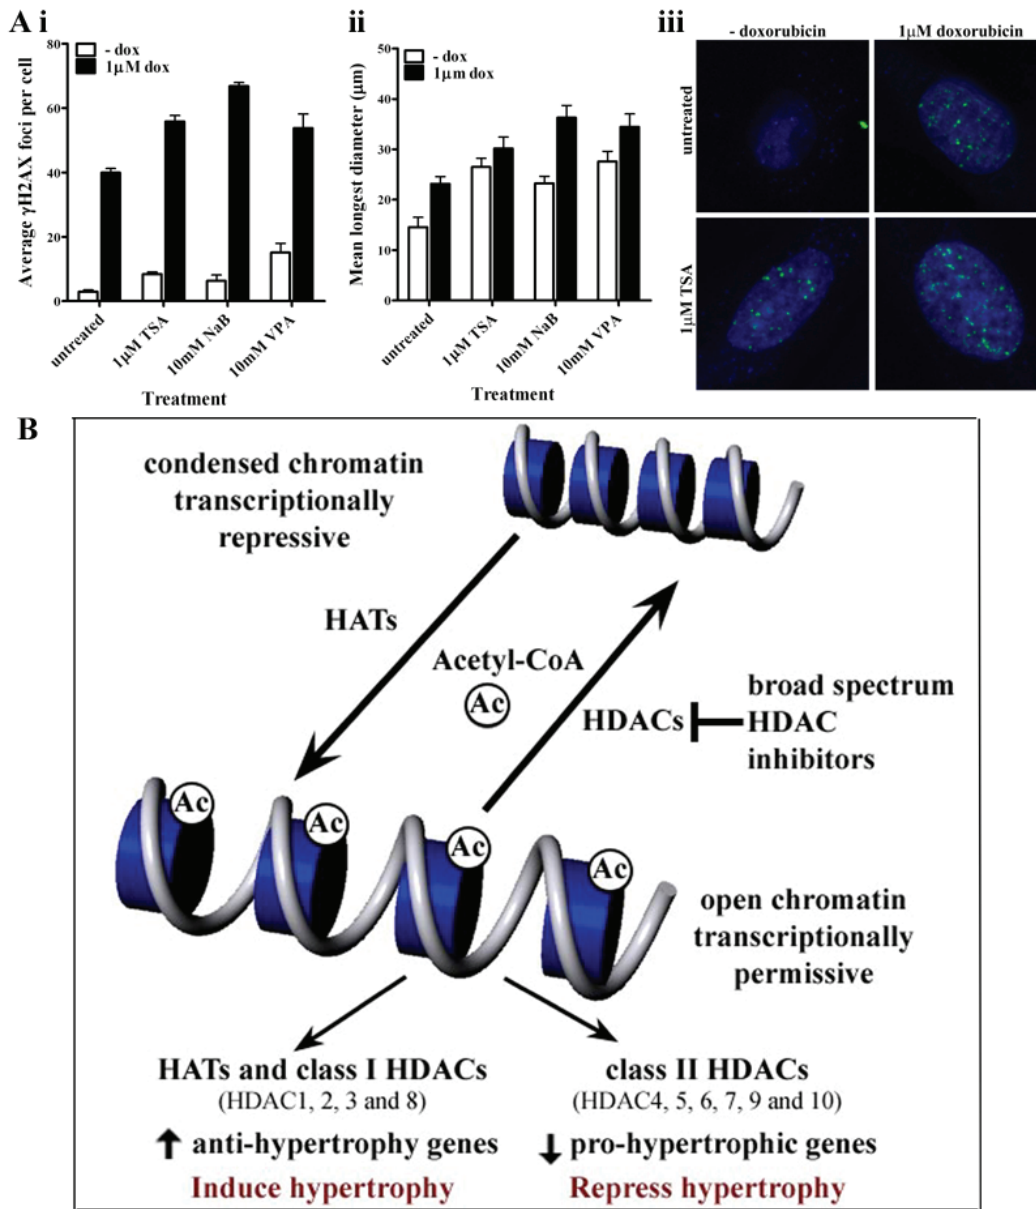 A i
80
60
40
20
0
Average γH2AX foci per cell
- dox
1μM dox
untreated
1μM TSA
10mM NaB
10mM VPA
Treatment
ii
50
40
30
20
10
0
Mean longest diameter (μm)
- dox
1μm dox
untreated
1μM TSA
10mM NaB
10mM VPA
Treatment
iii
- doxorubicin
1μM doxorubicin
untreated
1μM TSA
B
condensed chromatin
transcriptionally
repressive
HATs
Acetyl-CoA
Ac
HDACs
broad spectrum
HDAC
inhibitors
Ac
Ac
Ac
Ac
open chromatin
transcriptionally
permissive
HATs and class I HDACs
(HDAC1, 2, 3 and 8)
anti-hypertrophy genes
Induce hypertrophy
class II HDACs
(HDAC4, 5, 6, 7, 9 and 10)
pro-hypertrophic genes
Repress hypertrophy